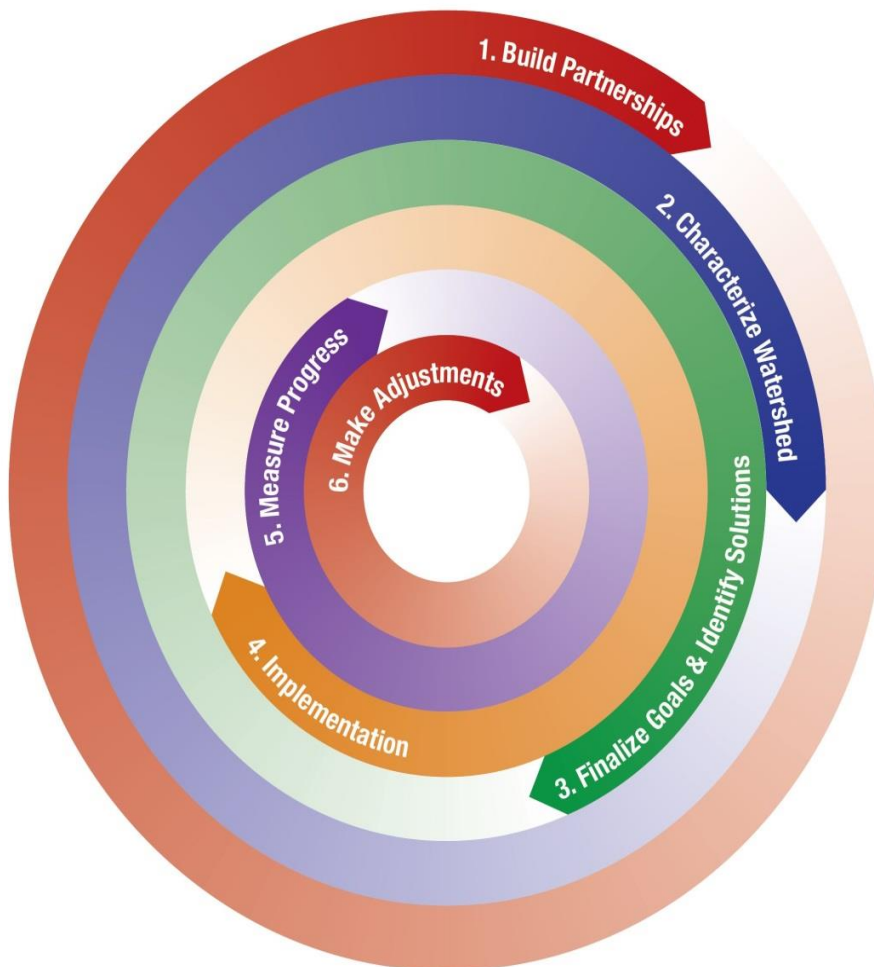 1. Build Partnerships
2. Characterize Watershed
3. Finalize Goals & Identify Solutions
4. Implementation
5. Measure Progress
6. Make Adjustments